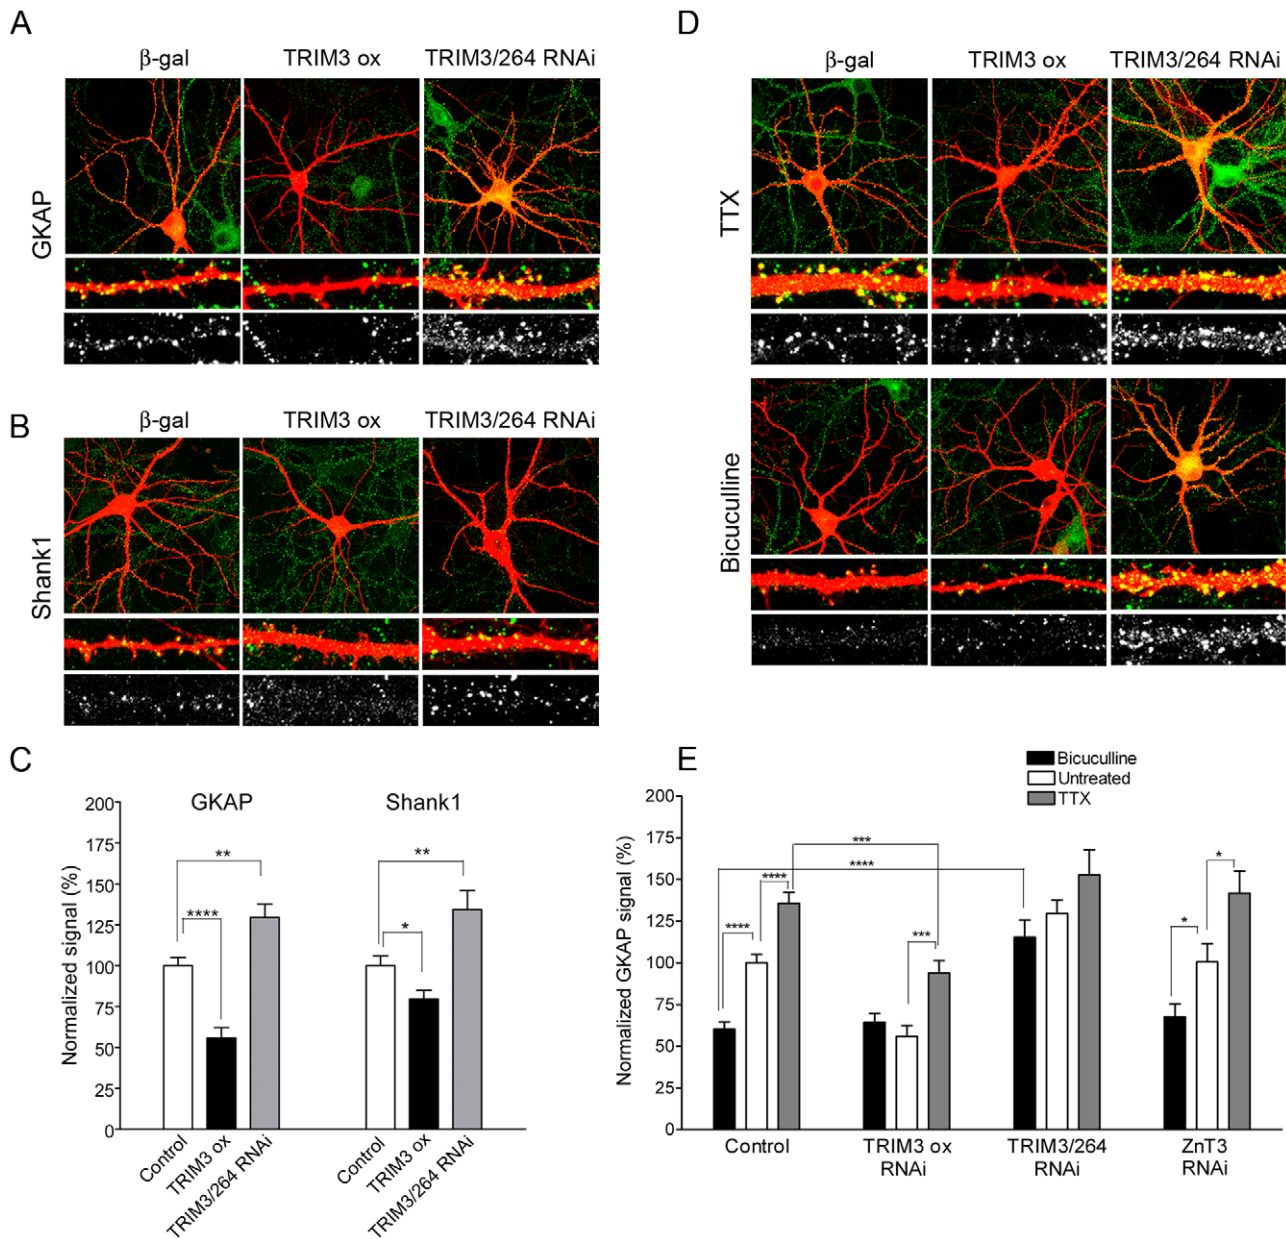 A
β-gal
TRIM3 ox
TRIM3/264 RNAi
GKAP
B
β-gal
TRIM3 ox
TRIM3/264 RNAi
Shank1
C
GKAP
Shank1
Normalized signal (%)
200
175
150
125
100
75
50
25
0
**
****
**
*
Control
TRIM3 ox
TRIM3/264 RNAi
Control
TRIM3 ox
TRIM3/264 RNAi
D
β-gal
TRIM3 ox
TRIM3/264 RNAi
TTX
Bicuculline
E
Bicuculline
Untreated
TTX
Normalized GKAP signal (%)
200
175
150
125
100
75
50
25
0
***
****
****
****
***
*
*
Control
TRIM3 ox
RNAi
TRIM3/264
RNAi
ZnT3
RNAi